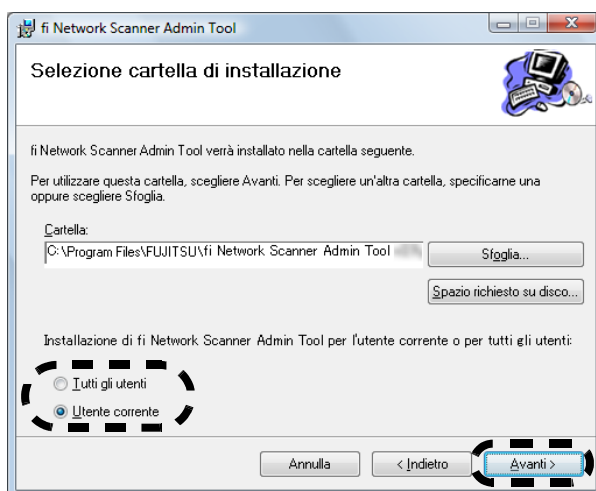 fi Network Scanner Admin Tool
Selezione cartella di installazione
fi Network Scanner Admin Tool verrà installato nella cartella seguente.
Per utilizzare questa cartella, scegliere Avanti. Per scegliere un'altra cartella, specificarne una
oppure scegliere Sfoglia.
Cartella:
C:\Program Files\FUJITSU\fi Network Scanner Admin Tool
Sfoglia...
Spazio richiesto su disco...
Installazione di fi Network Scanner Admin Tool per l'utente corrente o per tutti gli utenti:
Tutti gli utenti
Utente corrente
Annulla
< Indietro
Avanti >